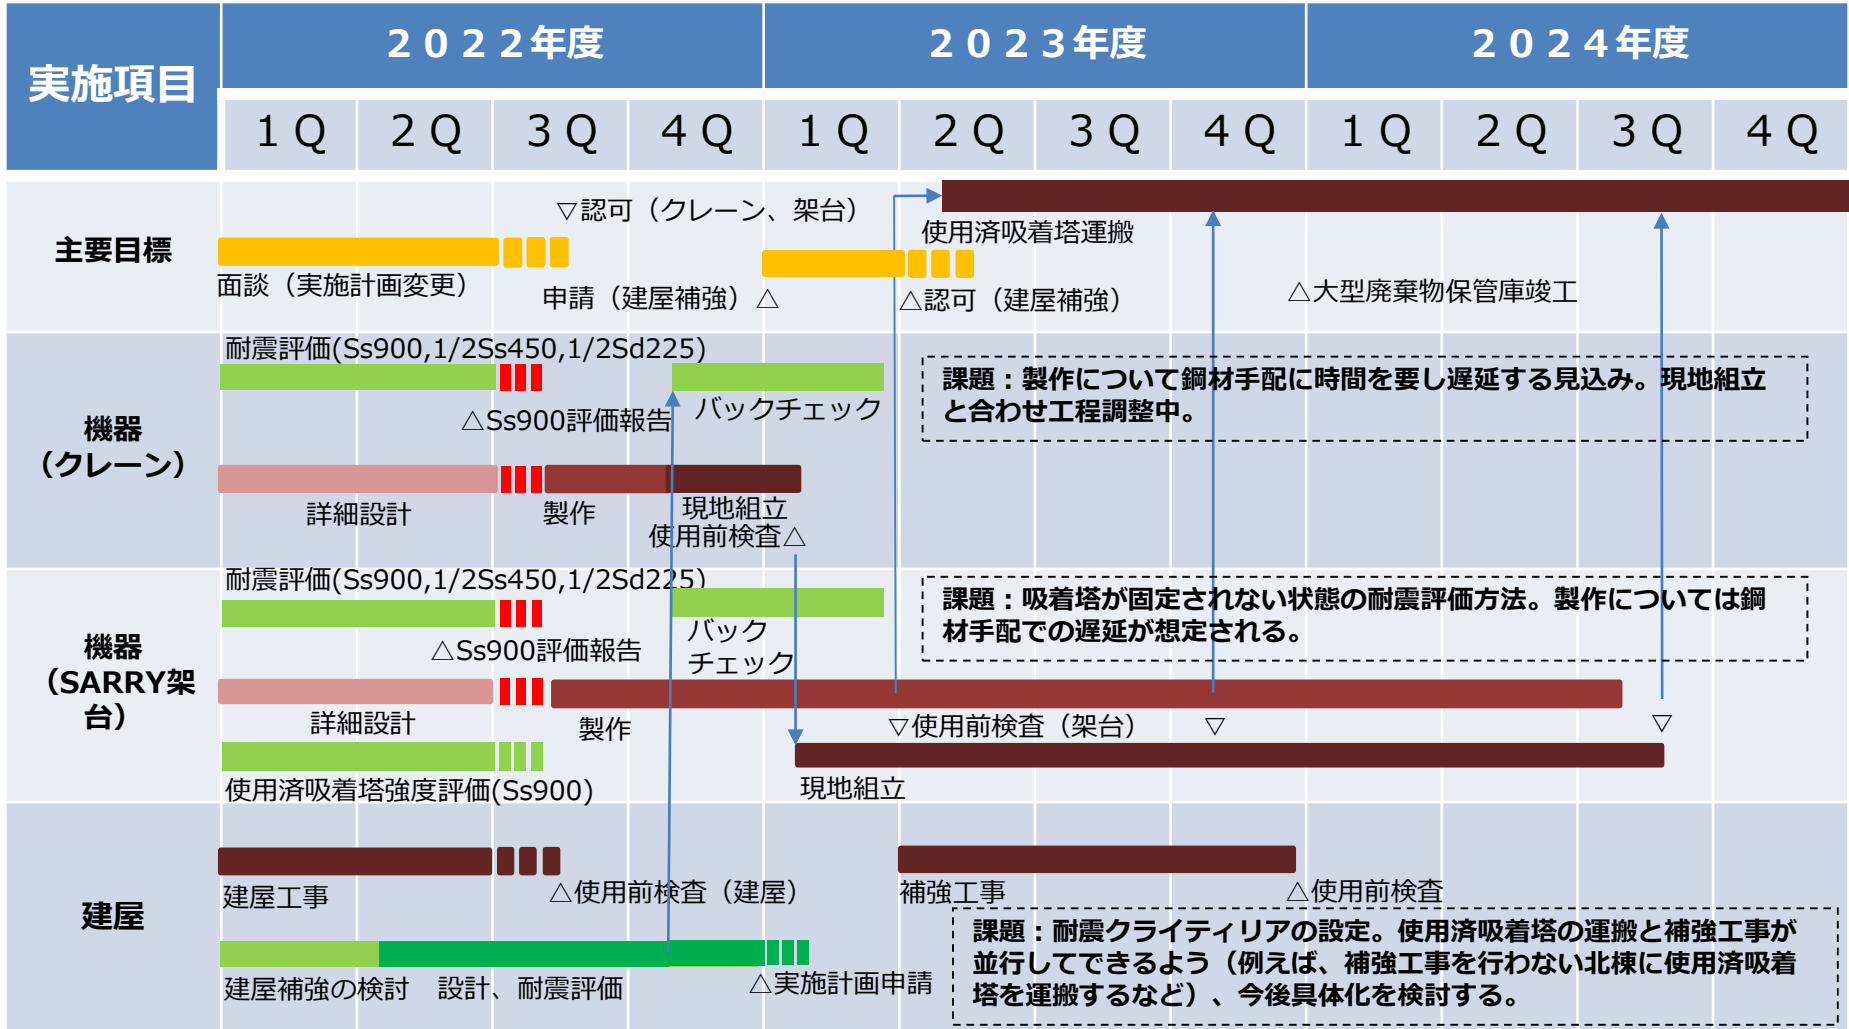 実施項目
２０２２年度
２０２３年度
２０２４年度
１Ｑ
２Ｑ
３Ｑ
４Ｑ
１Ｑ
２Ｑ
３Ｑ
４Ｑ
１Ｑ
２Ｑ
３Ｑ
４Ｑ
主要目標
▽認可（クレーン、架台）
使用済吸着塔運搬
面談（実施計画変更）
申請（建屋補強）△
△認可（建屋補強）
△大型廃棄物保管庫竣工
機器
（クレーン）
耐震評価(Ss900,1/2Ss450,1/2Sd225)
△Ss900評価報告
バックチェック
課題：製作について鋼材手配に時間を要し遅延する見込み。現地組立
と合わせ工程調整中。
詳細設計
製作
現地組立
使用前検査△
機器
（SARRY架
台）
耐震評価(Ss900,1/2Ss450,1/2Sd225)
△Ss900評価報告
バック
チェック
課題：吸着塔が固定されない状態の耐震評価方法。製作については鋼
材手配での遅延が想定される。
詳細設計
製作
▽使用前検査（架台）
▽
▽
使用済吸着塔強度評価(Ss900)
現地組立
建屋
建屋工事
△使用前検査（建屋）
補強工事
△使用前検査
建屋補強の検討
設計、耐震評価
△実施計画申請
課題：耐震クライティリアの設定。使用済吸着塔の運搬と補強工事が
並行してできるよう（例えば、補強工事を行わない北棟に使用済吸着
塔を運搬するなど）、今後具体化を検討する。